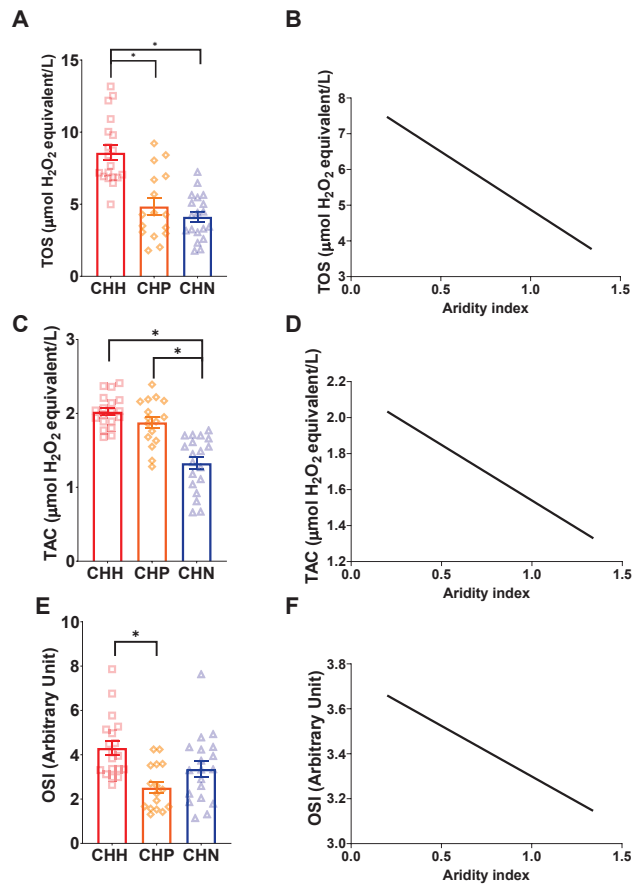 A
TOS (μmol H₂O₂ equivalent/L)
15
10
5
0
*
*
CHH CHP CHN
B
TOS (μmol H₂O₂ equivalent/L)
8
7
6
5
4
3
0.0 0.5 1.0 1.5
Aridity index
C
TAC (μmol H₂O₂ equivalent/L)
3
2
1
0
*
*
CHH CHP CHN
D
TAC (μmol H₂O₂ equivalent/L)
2.2
2.0
1.8
1.6
1.4
1.2
0.0 0.5 1.0 1.5
Aridity index
E
OSI (Arbitrary Unit)
10
8
6
4
2
0
*
CHH CHP CHN
F
OSI (Arbitrary Unit)
3.8
3.6
3.4
3.2
3.0
0.0 0.5 1.0 1.5
Aridity index